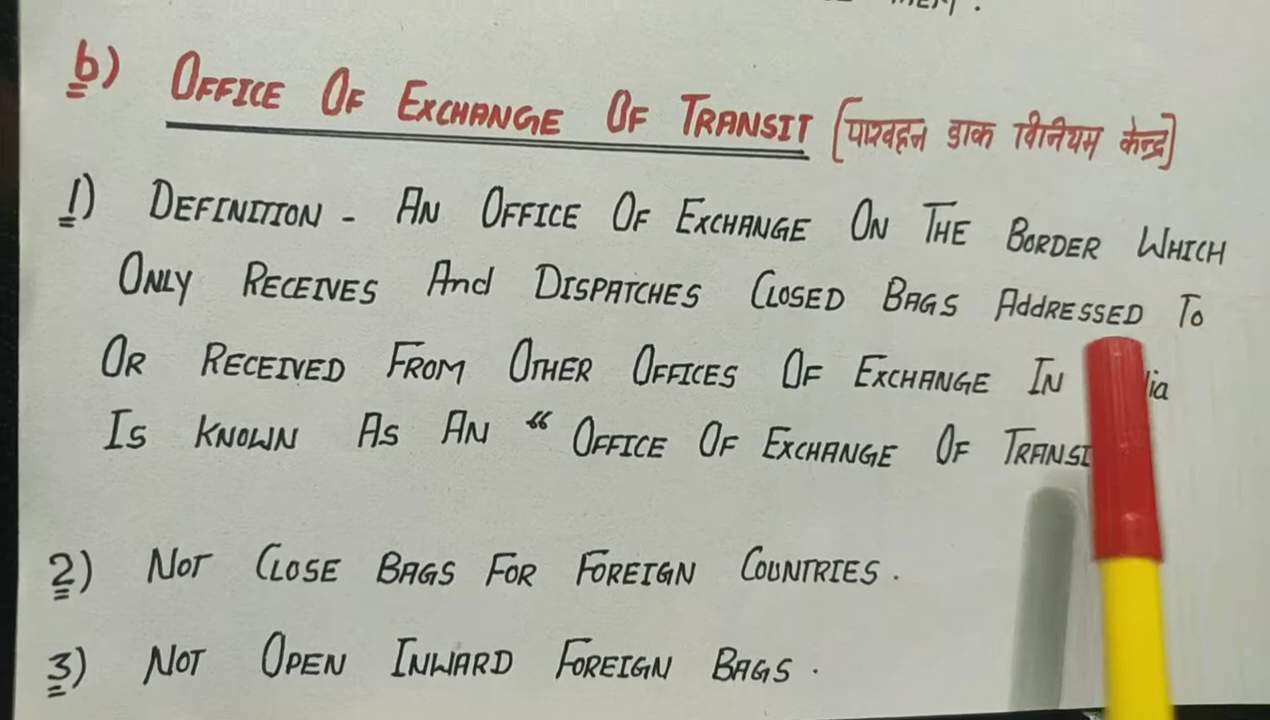 b) OFFICE OF EXCHANGE OF TRANSIT [पारवहन डाक विनियम केन्द्र]
1) DEFINITION - AN OFFICE OF EXCHANGE ON THE BORDER WHICH
ONLY RECEIVES And DISPATCHES CLOSED BAGS AddRESSED TO
OR RECEIVED FROM OTHER OFFICES OF EXCHANGE IN
IS KNOWN AS AN “ OFFICE OF EXCHANGE OF
2) NOT CLOSE BAGS FOR FOREIGN COUNTRIES.
3) NOT OPEN INWARD FOREIGN BAGS.